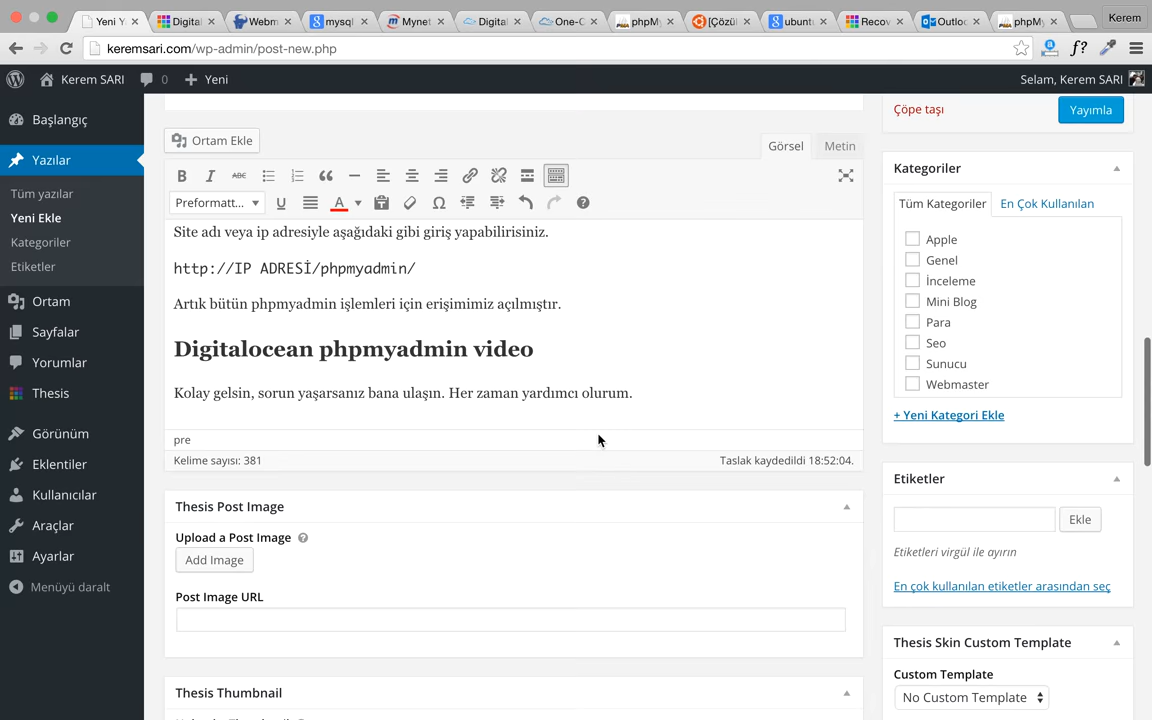 Yeni Y
Digital
Webm
mysql
Mynet
Digital
One-C
phpM
[Çözül
ubunt
Recov
Outloo
phpM
Kerem
keremsari.com/wp-admin/post-new.php
Kerem SARI
0
Yeni
Selam, Kerem SARI
Başlangıç
Yazılar
Tüm yazılar
Yeni Ekle
Kategoriler
Etiketler
Ortam
Sayfalar
Yorumlar
Thesis
Görünüm
Eklentiler
Kullanıcılar
Araçlar
Ayarlar
Menüyü daralt
Ortam Ekle
Görsel
Metin
Preformatt...
Site adı veya ip adresiyle aşağıdaki gibi giriş yapabilirisiniz.
http://IP ADRESİ/phpmyadmin/
Artık bütün phpmyadmin işlemleri için erişimimiz açılmıştır.
Digitalocean phpmyadmin video
Kolay gelsin, sorun yaşarsanız bana ulaşın. Her zaman yardımcı olurum.
pre
Kelime sayısı: 381
Taslak kaydedildi 18:52:04.
Thesis Post Image
Upload a Post Image
Add Image
Post Image URL
Thesis Thumbnail
Çöpe taşı
Yayımla
Kategoriler
Tüm Kategoriler
En Çok Kullanılan
Apple
Genel
İnceleme
Mini Blog
Para
Seo
Sunucu
Webmaster
+ Yeni Kategori Ekle
Etiketler
Ekle
Etiketleri virgül ile ayırın
En çok kullanılan etiketler arasından seç
Thesis Skin Custom Template
Custom Template
No Custom Template